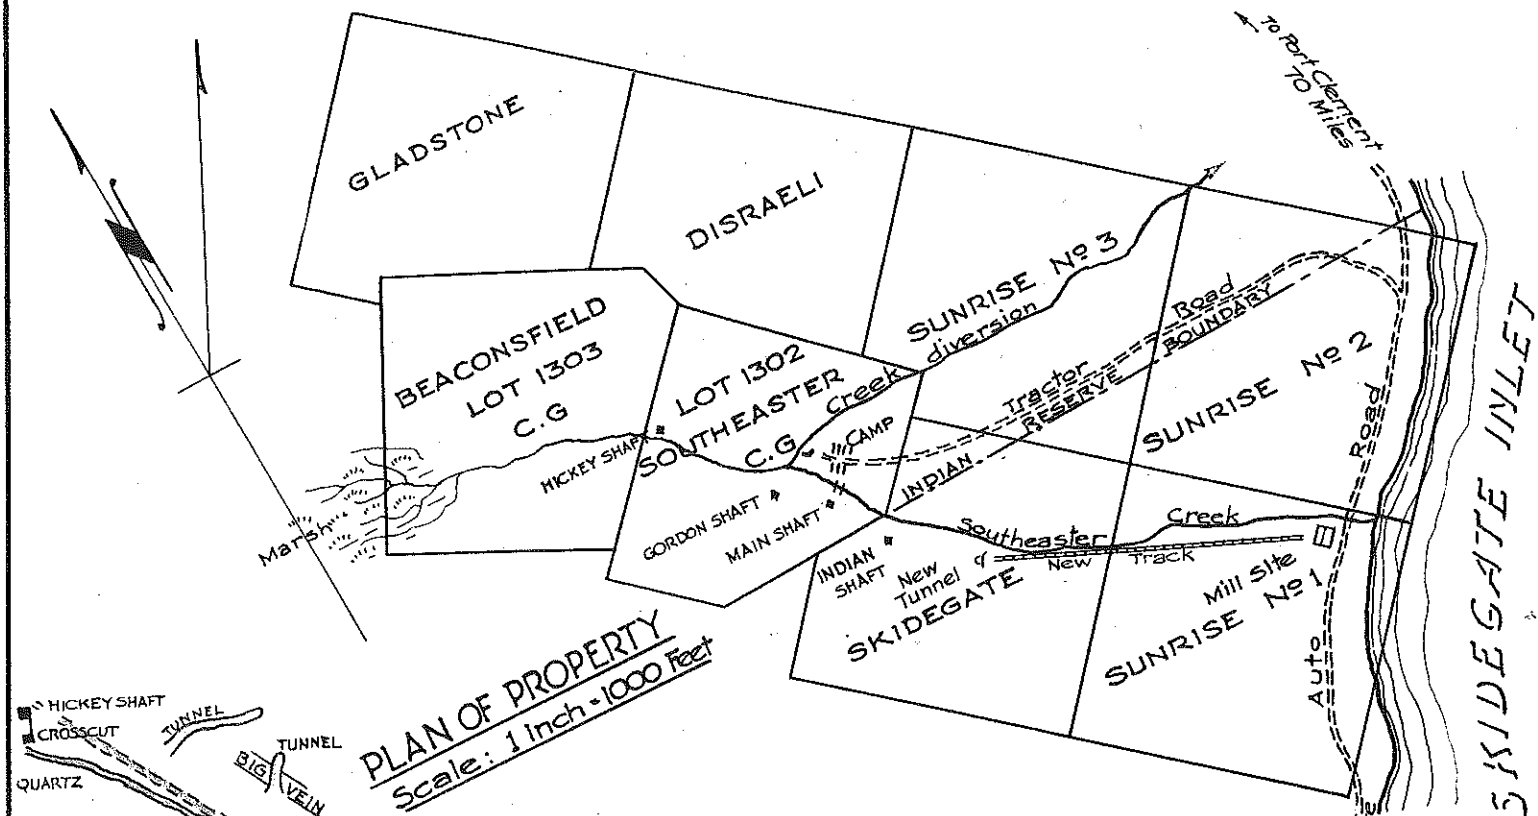 To Port Clement
70 Miles
GLADSTONE
DISRAELI
SUNRISE Nº 3
diversion
Creek
Road
Tractor
BOUNDARY
RESERVE
INDIAN
SUNRISE Nº 2
BEACONSFIELD
LOT 1303
C.G
LOT 1302
SOUTHEASTER
C.G
CAMP
HICKEY SHAFT
GORDON SHAFT
MAIN SHAFT
Marsh
INDIAN
SHAFT
New
Tunnel
SKIDEGATE
Southeaster
Creek
New Track
Mill Site
SUNRISE Nº 1
Auto
Road
SKIDEGATE INLET
PLAN OF PROPERTY
Scale: 1 Inch = 1000 Feet
HICKEY SHAFT
CROSSCUT
QUARTZ
TUNNEL
TUNNEL
BIG VEIN